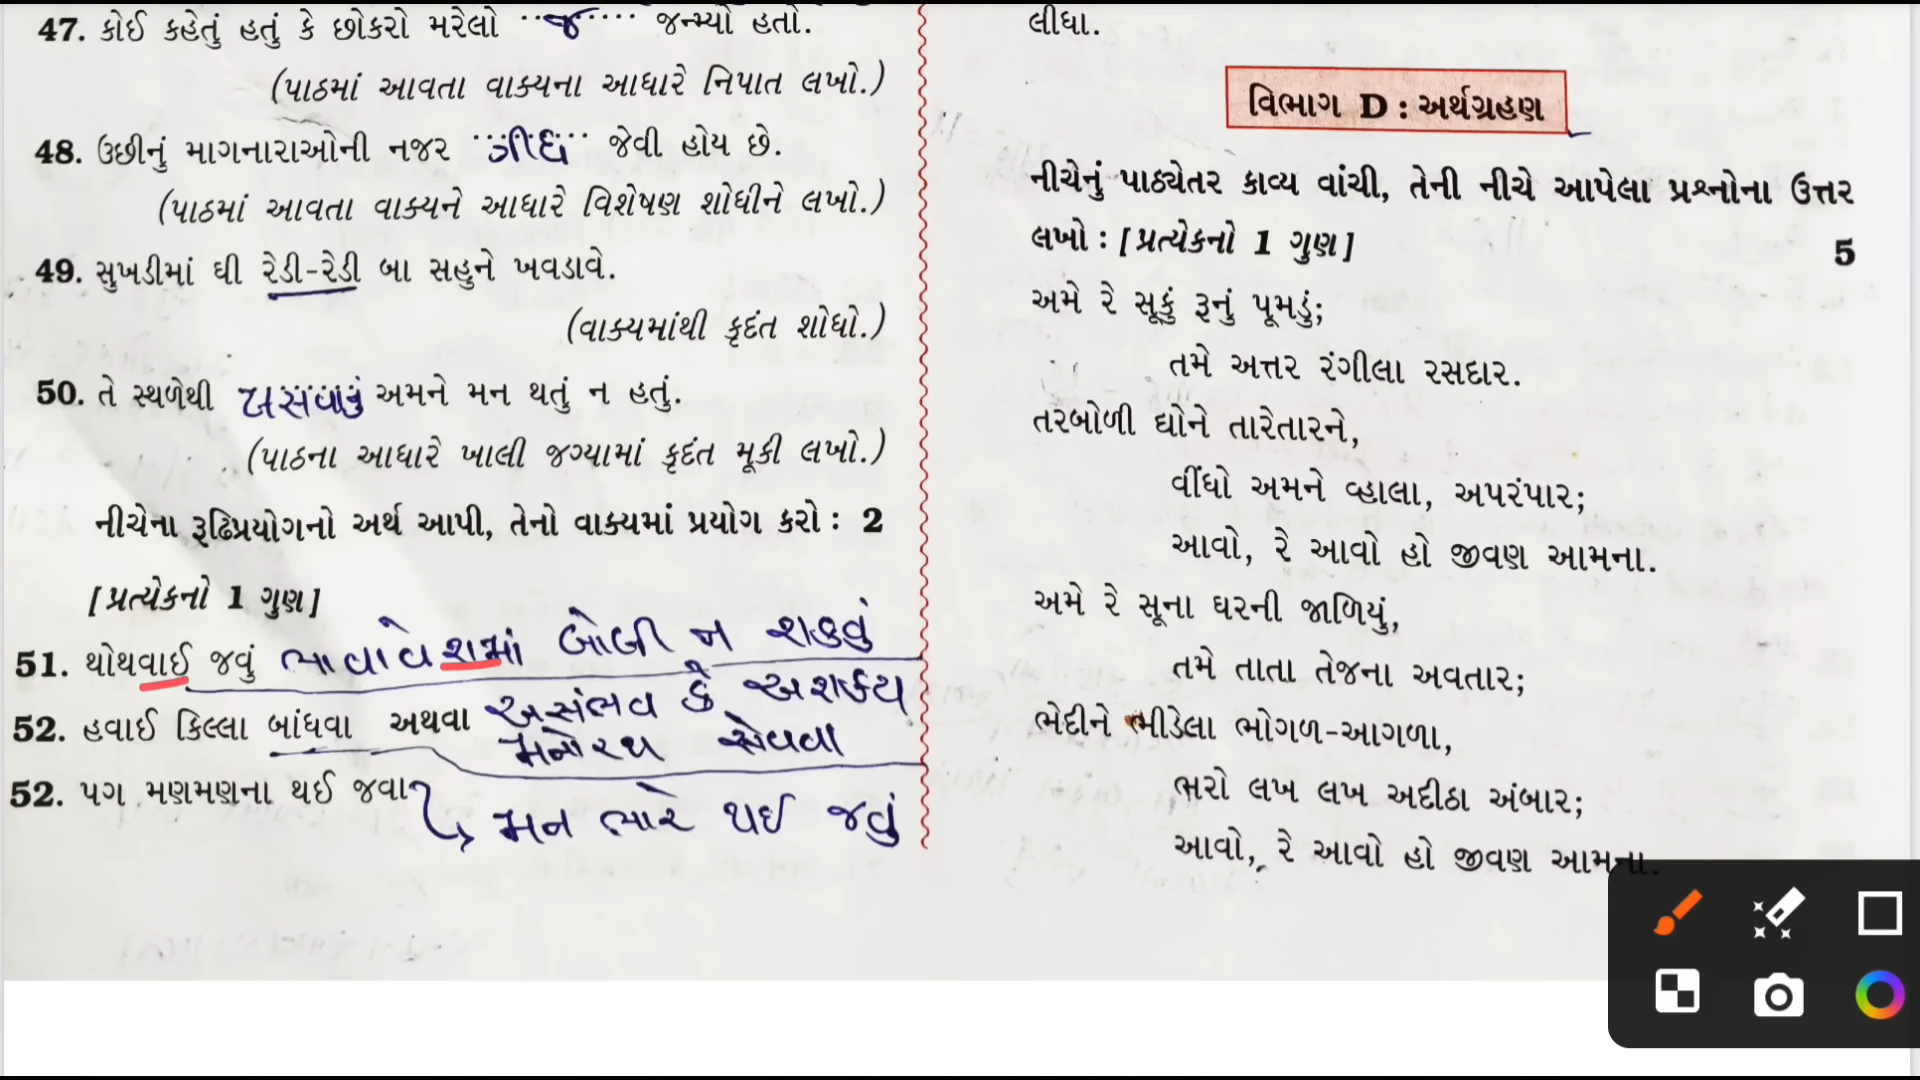 47. કોઈ કહેતું હતું કે છોકરો મરેલો ..જ.... જન્મ્યો હતો.
(પાઠમાં આવતા વાક્યના આધારે નિપાત લખો.)
48. ઉછીનું માગનારાઓની નજર ગીધ જેવી હોય છે.
(પાઠમાં આવતા વાક્યને આધારે વિશેષણ શોધીને લખો.)
49. સુખડીમાં ઘી રેડી-રેડી બા સહુને ખવડાવે.
(વાક્યમાંથી કૃદંત શોધો.)
50. તે સ્થળેથી ખસવાનું અમને મન થતું ન હતું.
(પાઠના આધારે ખાલી જગ્યામાં કૃદંત મૂકી લખો.)
નીચેના રૂઢિપ્રયોગનો અર્થ આપી, તેનો વાક્યમાં પ્રયોગ કરો : 2
[પ્રત્યેકનો 1 ગુણ]
51. થોથવાઈ જવું ભાવાવેશમાં બોલી ન શકવું
52. હવાઈ કિલ્લા બાંધવા અથવા અસંભવ કે અશક્ય
મનોરથ સેવવા
52. પગ મણમણના થઈ જવા
મન ભારે થઈ જવું
લીધા.
વિભાગ D : અર્થગ્રહણ
નીચેનું પાઠ્યેતર કાવ્ય વાંચી, તેની નીચે આપેલા પ્રશ્નોના ઉત્તર
લખો : [પ્રત્યેકનો 1 ગુણ] 5
અમે રે સૂકું રૂનું પૂમડું;
તમે અત્તર રંગીલા રસદાર.
તરબોળી દ્યોને તારેતારને,
વીંધો અમને વ્હાલા, અપરંપાર;
આવો, રે આવો હો જીવણ આમના.
અમે રે સૂના ઘરની જાળિયું,
તમે તાતા તેજના અવતાર;
ભેદીને ભીડેલા ભોગળ-આગળા,
ભરો લખ લખ અદીઠા અંબાર;
આવો, રે આવો હો જીવણ આમના.